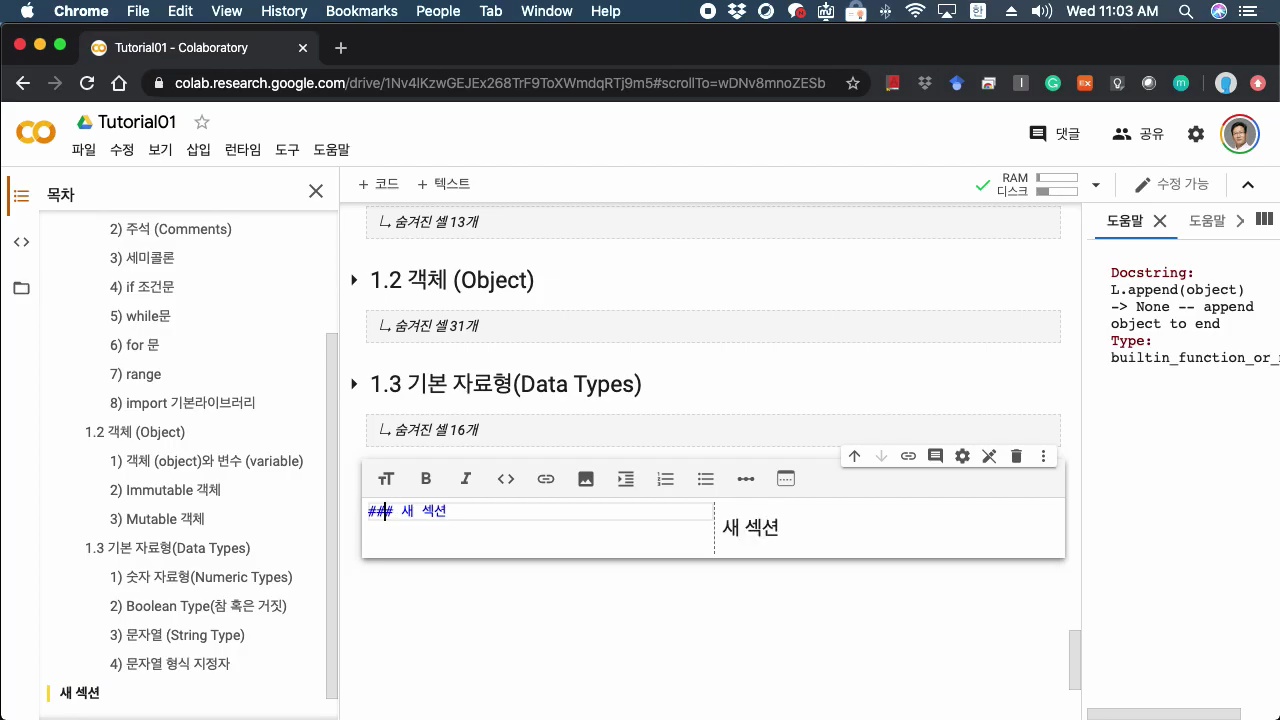 Chrome File Edit View History Bookmarks People Tab Window Help 한 Wed 11:03 AM
Tutorial01 - Colaboratory
colab.research.google.com/drive/1Nv4lKzwGEJEx268TrF9ToXWmdqRTj9m5#scrollTo=wDNv8mnoZESb
Tutorial01
댓글 공유
파일 수정 보기 삽입 런타임 도구 도움말
목차
+ 코드 + 텍스트
RAM
디스크
수정 가능
2) 주석 (Comments)
3) 세미콜론
4) if 조건문
5) while문
6) for 문
7) range
8) import 기본라이브러리
1.2 객체 (Object)
1) 객체 (object)와 변수 (variable)
2) Immutable 객체
3) Mutable 객체
1.3 기본 자료형(Data Types)
1) 숫자 자료형(Numeric Types)
2) Boolean Type(참 혹은 거짓)
3) 문자열 (String Type)
4) 문자열 형식 지정자
새 섹션
숨겨진 셀 13개
1.2 객체 (Object)
숨겨진 셀 31개
1.3 기본 자료형(Data Types)
숨겨진 셀 16개
### 새 섹션
새 섹션
도움말 도움말
Docstring:
L.append(object)
-> None -- append
object to end
Type:
builtin_function_or_